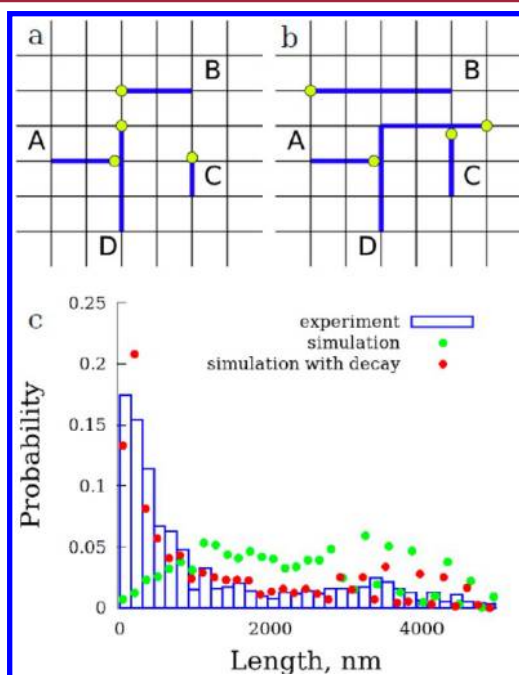 a
b
A
B
C
D
A
B
C
D
c
experiment
simulation
simulation with decay
0.25
0.2
0.15
0.1
0.05
0
Probability
0
2000
4000
Length, nm